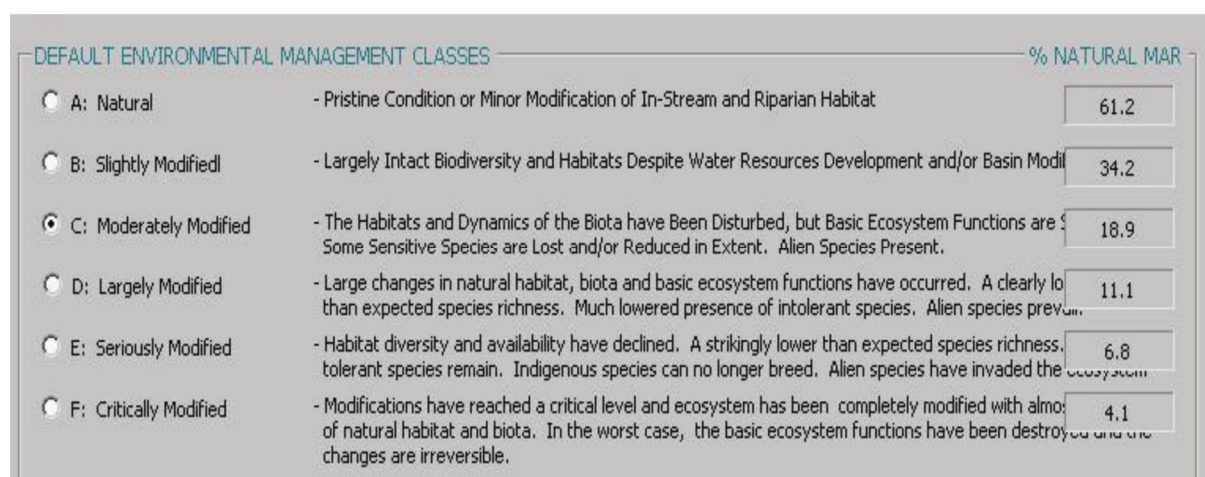 DEFAULT ENVIRONMENTAL MANAGEMENT CLASSES % NATURAL MAR
A: Natural - Pristine Condition or Minor Modification of In-Stream and Riparian Habitat 61.2
B: Slightly Modifiedl - Largely Intact Biodiversity and Habitats Despite Water Resources Development and/or Basin 34.2
C: Moderately Modified - The Habitats and Dynamics of the Biota have Been Disturbed, but Basic Ecosystem Functions are 18.9
Some Sensitive Species are Lost and/or Reduced in Extent. Alien Species Present.
D: Largely Modified - Large changes in natural habitat, biota and basic ecosystem functions have occurred. A clearly 11.1
than expected species richness. Much lowered presence of intolerant species. Alien species
E: Seriously Modified - Habitat diversity and availability have declined. A strikingly lower than expected species richness. 6.8
tolerant species remain. Indigenous species can no longer breed. Alien species have invaded the
F: Critically Modified - Modifications have reached a critical level and ecosystem has been completely modified with 4.1
of natural habitat and biota. In the worst case, the basic ecosystem functions have been
changes are irreversible.